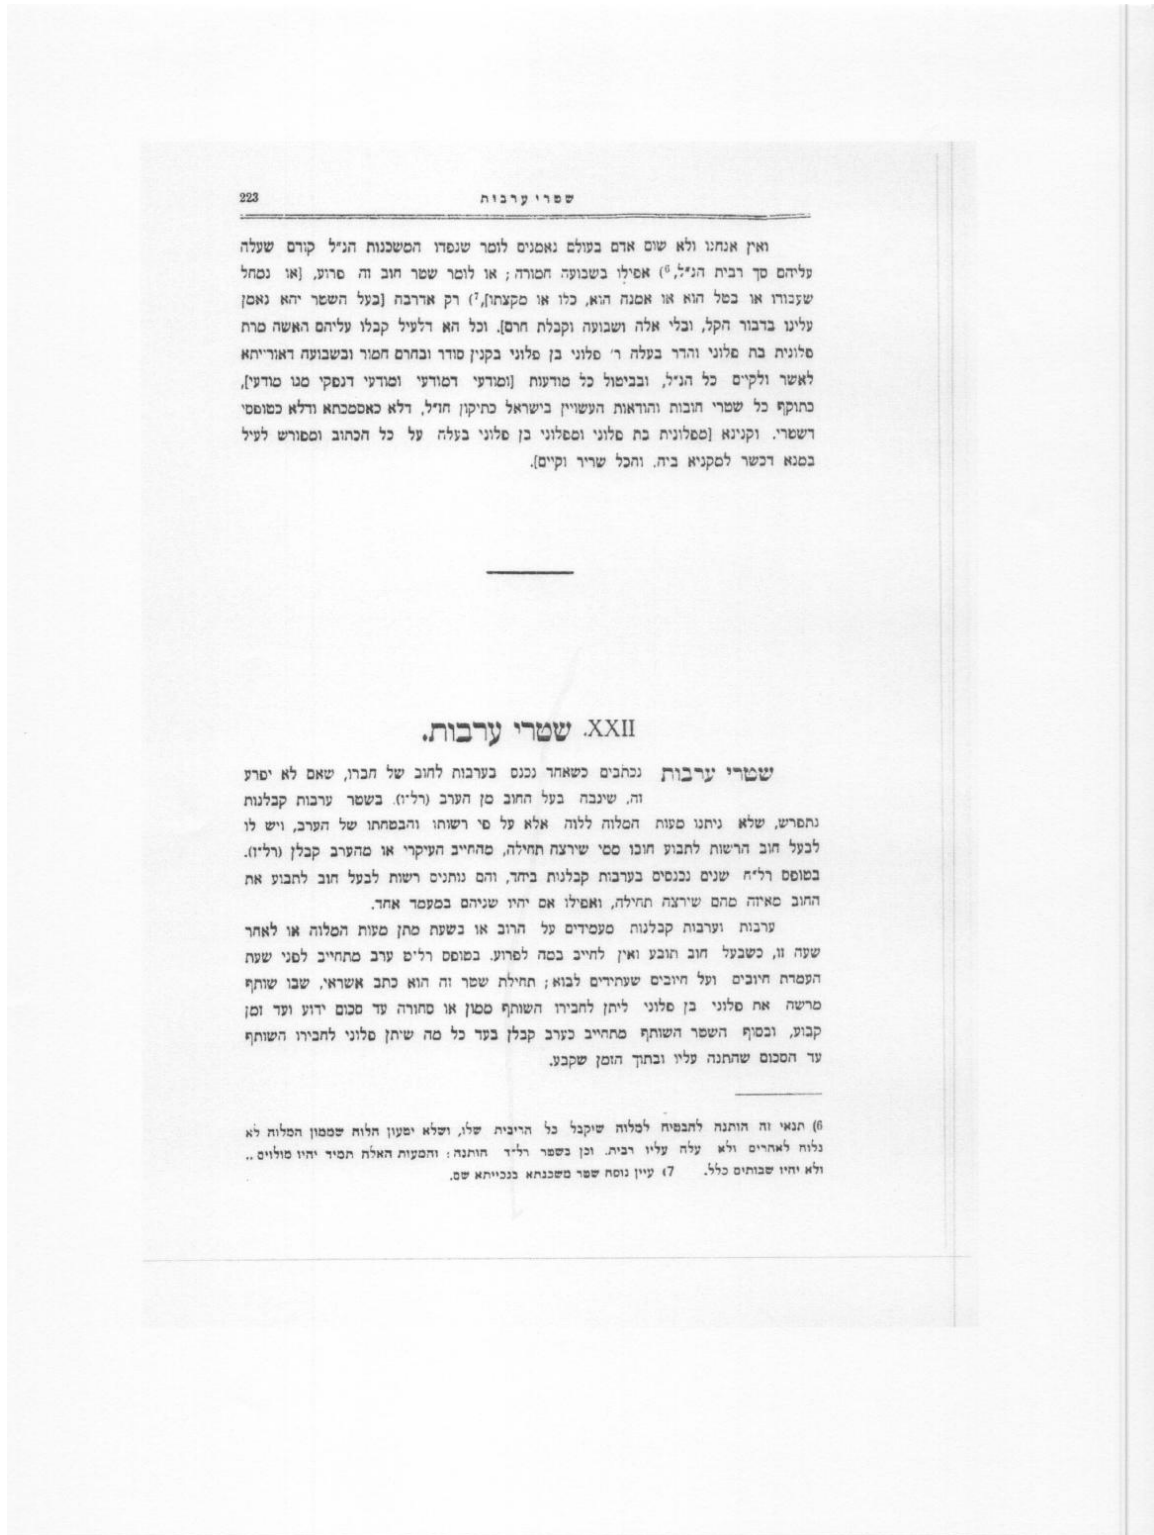 223 שטרי ערבות
ואין אנחנו ולא שום אדם בעולם נאמנים לומר שנפדו המשכנות הנ״ל קודם שעלה
עליהם סך רבית הנ״ל,⁶) אפילו בשבועה חמורה; או לומר שטר חוב זה פרוע, [או נמחל
שעבודו או בטל הוא או אמנה הוא, כלו או מקצתו],⁷) רק אדרבה [בעל השטר יהא נאמן
עלינו בדבור הקל, ובלי אלה ושבועה וקבלת חרם]. וכל הא דלעיל קבלו עליהם האשה מרת
פלונית בת פלוני והדר בעלה ר׳ פלוני בן פלוני בקנין סודר ובחרם חמור ובשבועה דאורייתא
לאשר ולקיים כל הנ״ל, ובביטול כל מודעות [ומודעי דמודעי ומודעי דנפקי מגו מודעי],
כתוקף כל שטרי חובות והודאות העשויין בישראל כתיקון חז״ל, דלא כאסמכתא ודלא כטופסי
דשטרי. וקנינא [מפלונית בת פלוני ומפלוני בן פלוני בעלה על כל הכתוב ומפורש לעיל
במנא דכשר למקניא ביה. והכל שריר וקיים].
XXII. שטרי ערבות.
שטרי ערבות נכתבים כשאחד נכנס בערבות לחוב של חברו, שאם לא יפרע
זה, שיגבה בעל החוב מן הערב (רל״ו). בשטר ערבות קבלנות
נתפרש, שלא ניתנו מעות המלוה ללוה אלא על פי רשותו והבטחתו של הערב, ויש לו
לבעל חוב הרשות לתבוע חובו ממי שירצה תחילה, מהחייב העיקרי או מהערב קבלן (רל״ז).
בטופס רל״ח שנים נכנסים בערבות קבלנות ביחד, והם נותנים רשות לבעל חוב לתבוע את
החוב מאיזה מהם שירצה תחילה, ואפילו אם יהיו שניהם במעמד אחד.
ערבות וערבות קבלנות מעמידים על הרוב או בשעת מתן מעות המלוה או לאחר
שעה זו, כשבעל חוב תובע ואין לחייב במה לפרוע. בטופס רל״ט ערב מתחייב לפני שעת
העמדת חיובים ועל חיובים שעתידים לבוא; תחילת שטר זה הוא כתב אשראי, שבו שותף
מרשה את פלוני בן פלוני ליתן לחבירו השותף ממון או סחורה עד סכום ידוע ועד זמן
קבוע, ובסוף השטר השותף מתחייב כערב קבלן בעד כל מה שיתן פלוני לחבירו השותף
עד הסכום שהתנה עליו ובתוך הזמן שקבע.
6) תנאי זה הותנה להבטיח למלוה שיקבל כל הריבית שלו, ושלא יטעון הלוה שממון המלוה לא
נלוה לאחרים ולא עלה עליו רבית. וכן בשטר רל״ד הותנה: והמעות האלה תמיד יהיו מולוים ..
ולא יהיו שבותים כלל. 7) עיין נוסח שטר משכנתא בנכייתא שם.